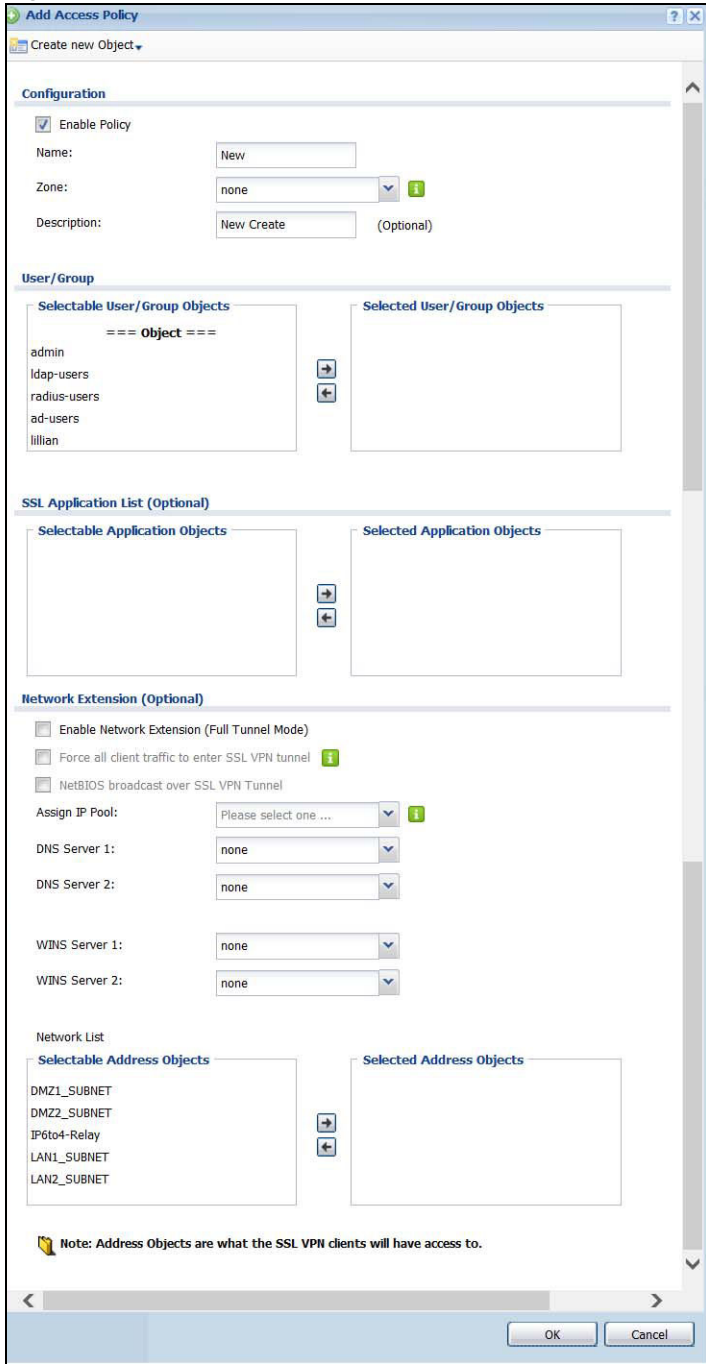 Add Access Policy
Create new Object
Configuration
Enable Policy
Name: New
Zone: none
Description: New Create (Optional)
User/Group
Selectable User/Group Objects Selected User/Group Objects
=== Object ===
admin
ldap-users
radius-users
ad-users
lillian
SSL Application List (Optional)
Selectable Application Objects Selected Application Objects
Network Extension (Optional)
Enable Network Extension (Full Tunnel Mode)
Force all client traffic to enter SSL VPN tunnel
NetBIOS broadcast over SSL VPN Tunnel
Assign IP Pool: Please select one ...
DNS Server 1: none
DNS Server 2: none
WINS Server 1: none
WINS Server 2: none
Network List
Selectable Address Objects Selected Address Objects
DMZ1_SUBNET
DMZ2_SUBNET
IP6to4-Relay
LAN1_SUBNET
LAN2_SUBNET
Note: Address Objects are what the SSL VPN clients will have access to.
OK Cancel